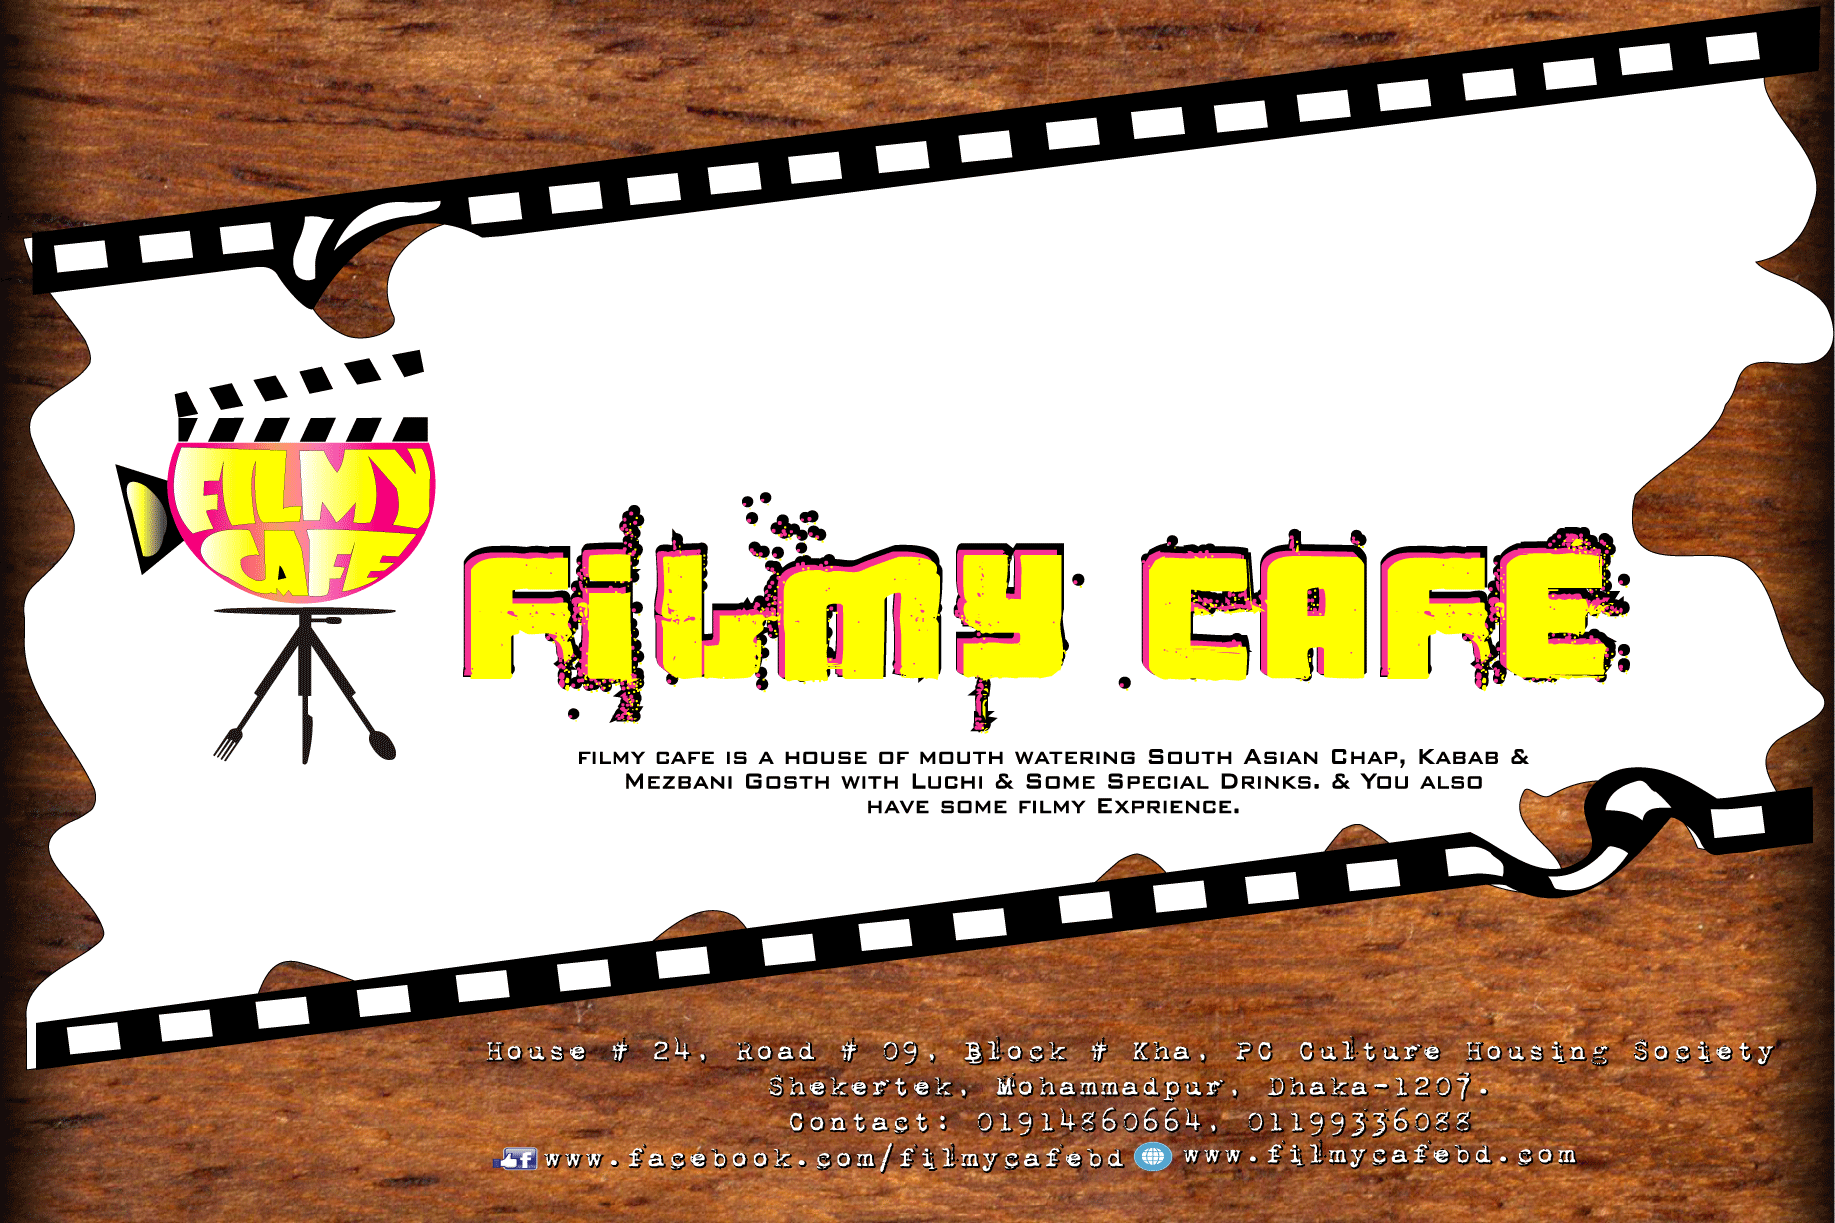 FILMY
CAFE
FiLMY CAFE
FILMY CAFE IS A HOUSE OF MOUTH WATERING SOUTH ASIAN CHAP, KABAB &
MEZBANI GOSTH WITH LUCHI & SOME SPECIAL DRINKS. & YOU ALSO
HAVE SOME FILMY EXPRIENCE.
House # 24, Road # 09, Block # Kha, PC Culture Housing Society
Shekertek, Mohammadpur, Dhaka-1207.
Contact: 01914860664, 01199336088
www.facebook.com/filmycafebd www.filmycafebd.com